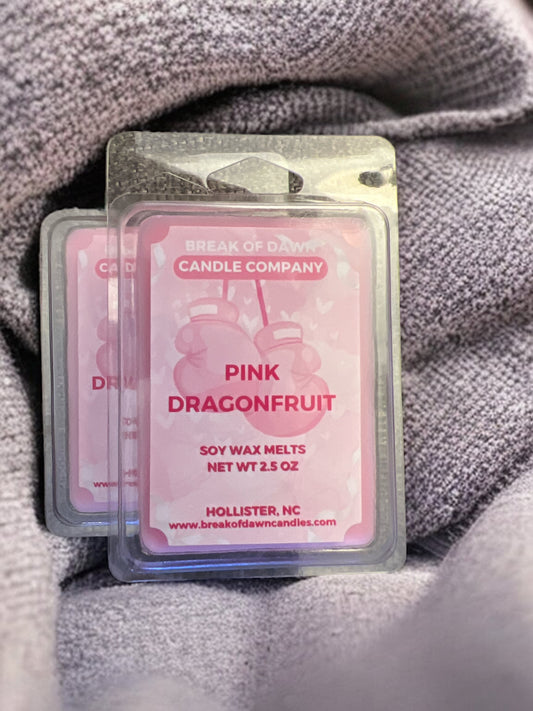 BREAK OF DAWN
CANDLE COMPANY
PINK
DRAGONFRUIT
SOY WAX MELTS
NET WT 2.5 OZ
HOLLISTER, NC
www.breakofdawncandles.com
CANDLE